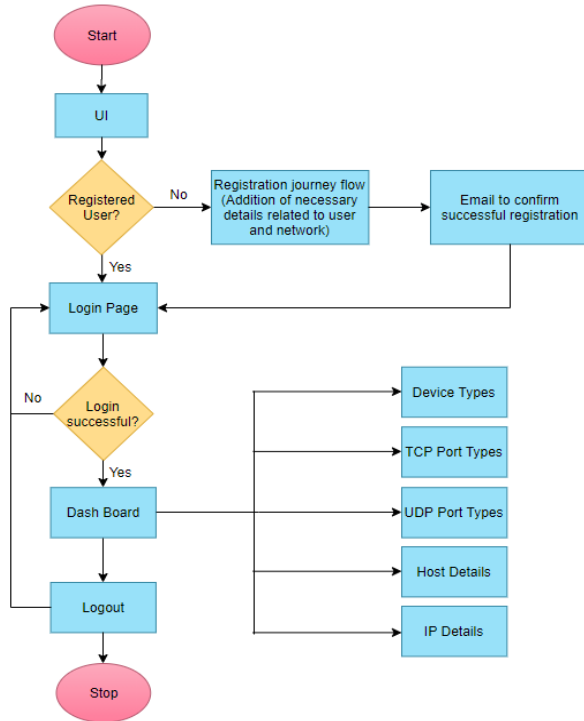 Start
UI
Registered
User?
No
Registration journey flow
(Addition of necessary
details related to user
and network)
Email to confirm
successful registration
Yes
Login Page
No
Login
successful?
Yes
Dash Board
Device Types
TCP Port Types
UDP Port Types
Host Details
IP Details
Logout
Stop